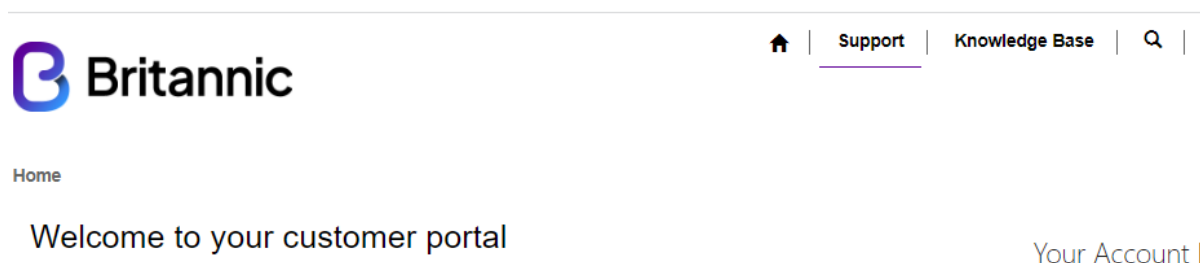 Support
Knowledge Base
Britannic
Home
Welcome to your customer portal
Your Account